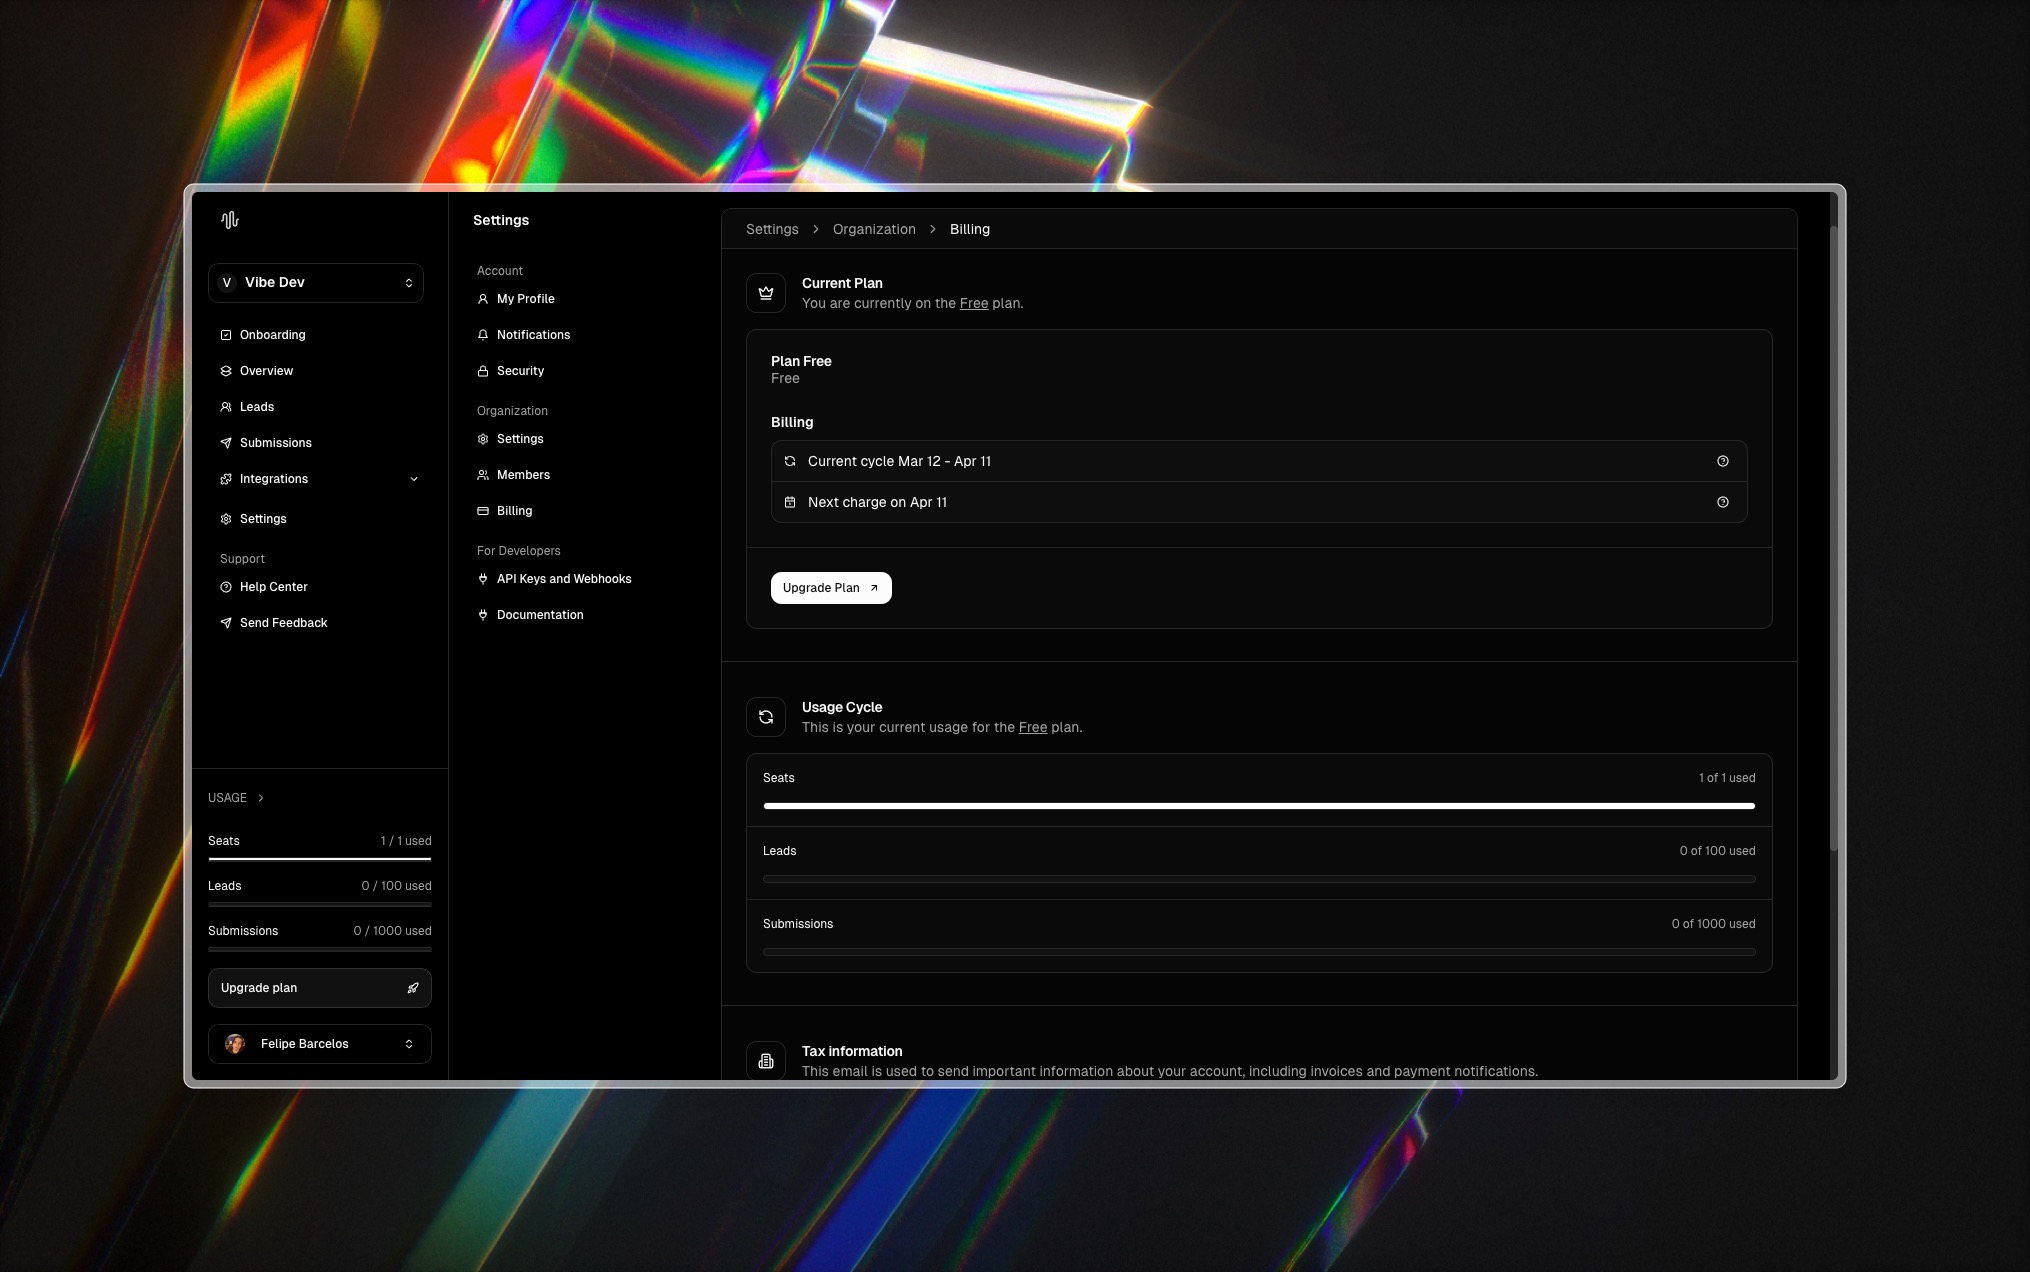 V Vibe Dev
Onboarding
Overview
Leads
Submissions
Integrations
Settings
Support
Help Center
Send Feedback
USAGE
Seats 1 / 1 used
Leads 0 / 100 used
Submissions 0 / 1000 used
Upgrade plan
Felipe Barcelos
Settings
Account
My Profile
Notifications
Security
Organization
Settings
Members
Billing
For Developers
API Keys and Webhooks
Documentation
Settings > Organization > Billing
Current Plan
You are currently on the Free plan.
Plan Free
Free
Billing
Current cycle Mar 12 - Apr 11
Next charge on Apr 11
Upgrade Plan
Usage Cycle
This is your current usage for the Free plan.
Seats 1 of 1 used
Leads 0 of 100 used
Submissions 0 of 1000 used
Tax information
This email is used to send important information about your account, including invoices and payment notifications.